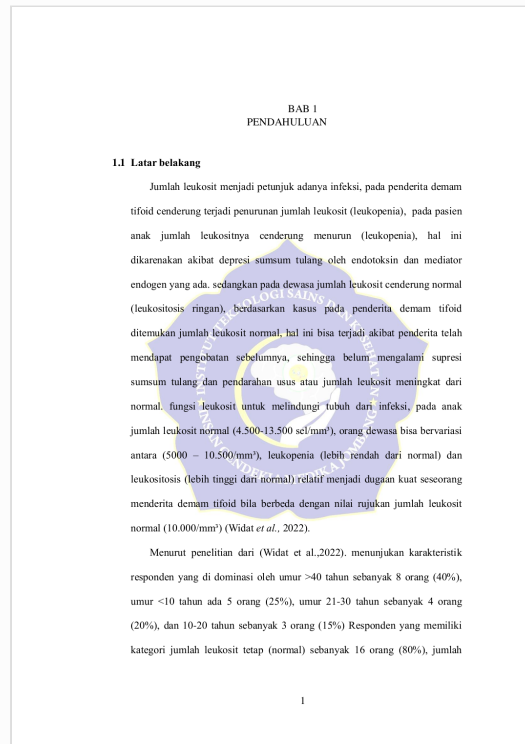 BAB 1
PENDAHULUAN
1.1 Latar belakang
Jumlah leukosit menjadi petunjuk adanya infeksi, pada penderita demam
tifoid cenderung terjadi penurunan jumlah leukosit (leukopenia), pada pasien
anak jumlah leukositnya cenderung menurun (leukopenia), hal ini
dikarenakan akibat depresi sumsum tulang oleh endotoksin dan mediator
endogen yang ada. sedangkan pada dewasa jumlah leukosit cenderung normal
(leukositosis ringan), berdasarkan kasus pada penderita demam tifoid
ditemukan jumlah leukosit normal, hal ini bisa terjadi akibat penderita telah
mendapat pengobatan sebelumnya, sehingga belum mengalami supresi
sumsum tulang dan pendarahan usus atau jumlah leukosit meningkat dari
normal. fungsi leukosit untuk melindungi tubuh dari infeksi, pada anak
jumlah leukosit normal (4.500-13.500 sel/mm³), orang dewasa bisa bervariasi
antara (5000 – 10.500/mm³), leukopenia (lebih rendah dari normal) dan
leukositosis (lebih tinggi dari normal) relatif menjadi dugaan kuat seseorang
menderita demam tifoid bila berbeda dengan nilai rujukan jumlah leukosit
normal (10.000/mm³) (Widat et al., 2022).
Menurut penelitian dari (Widat et al.,2022). menunjukan karakteristik
responden yang di dominasi oleh umur >40 tahun sebanyak 8 orang (40%),
umur <10 tahun ada 5 orang (25%), umur 21-30 tahun sebanyak 4 orang
(20%), dan 10-20 tahun sebanyak 3 orang (15%) Responden yang memiliki
kategori jumlah leukosit tetap (normal) sebanyak 16 orang (80%), jumlah
1
INSTITUT TEKNOLOGI SAINS DAN KESEHATAN
INSAN CENDEKIA MEDIKA JOMBANG